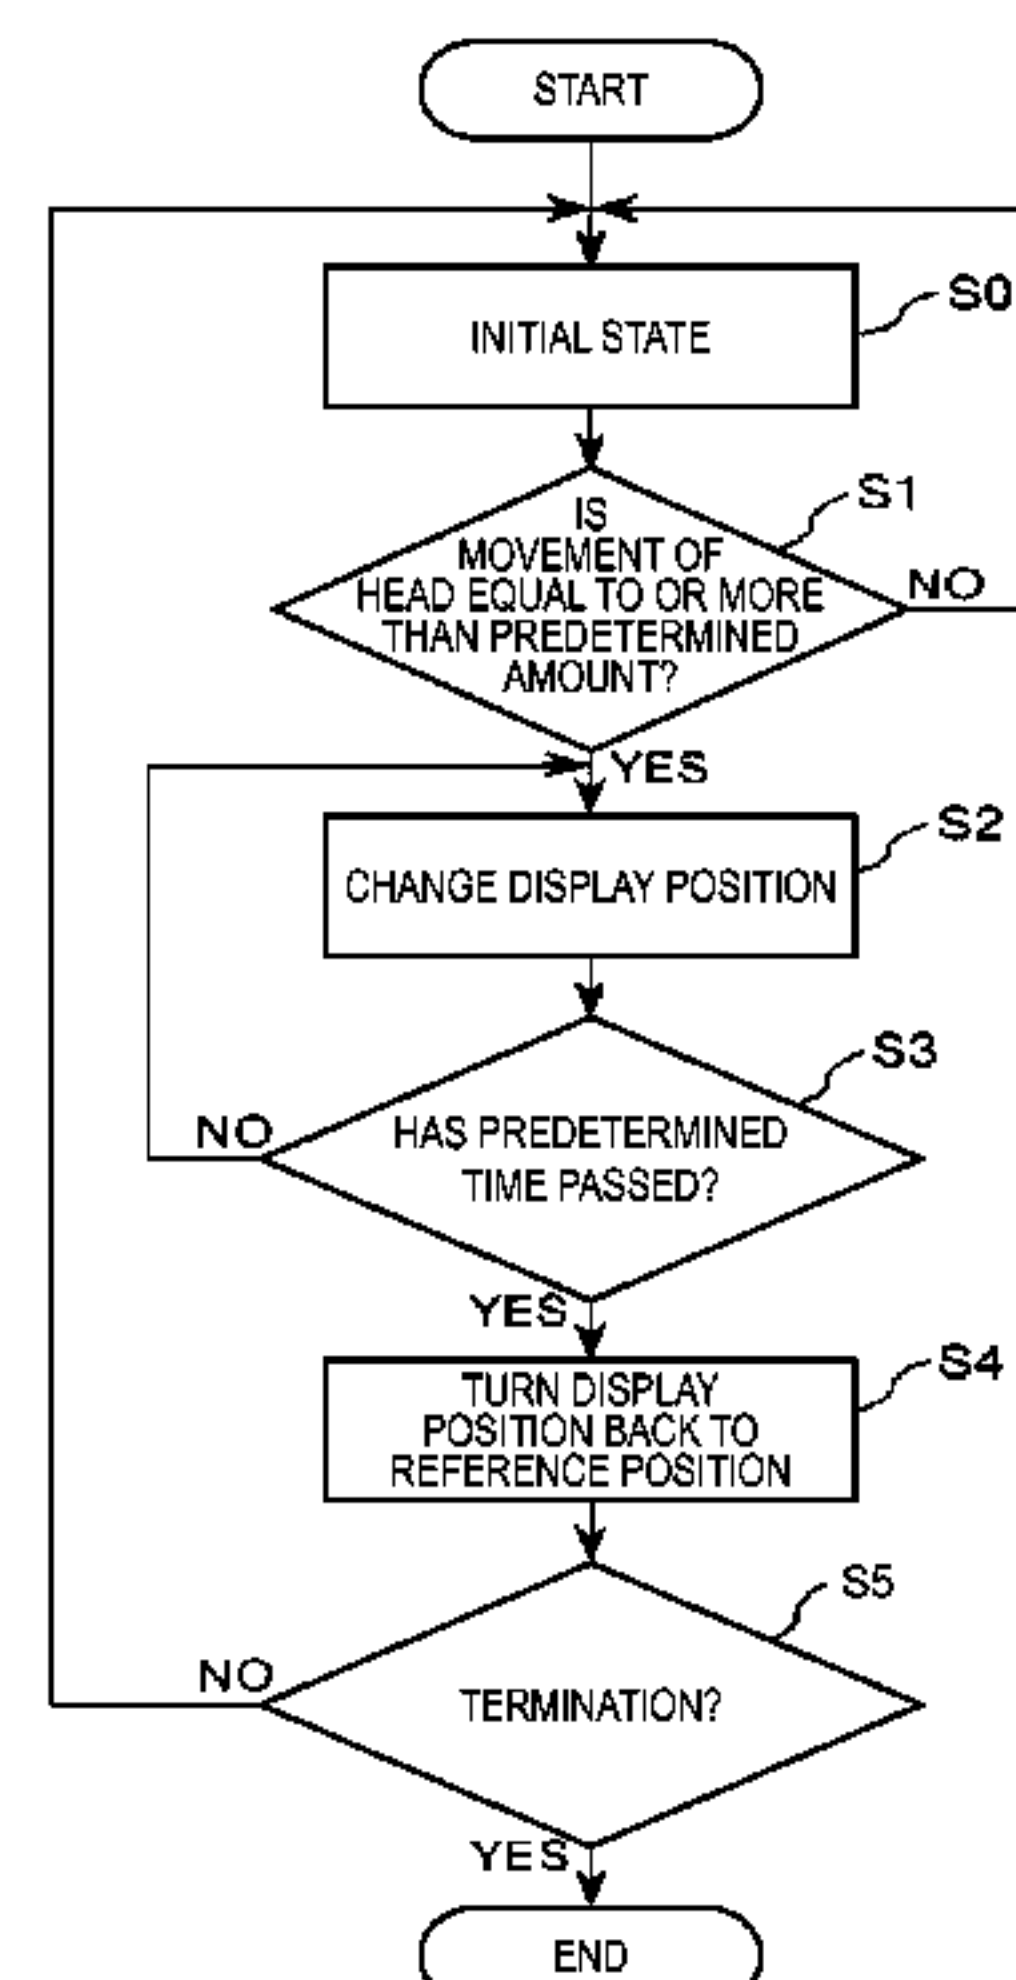 START
S0
INITIAL STATE
S1
IS
MOVEMENT OF
HEAD EQUAL TO OR MORE
THAN PREDETERMINED
AMOUNT?
NO
YES
S2
CHANGE DISPLAY POSITION
S3
NO
HAS PREDETERMINED
TIME PASSED?
YES
S4
TURN DISPLAY
POSITION BACK TO
REFERENCE POSITION
S5
NO
TERMINATION?
YES
END